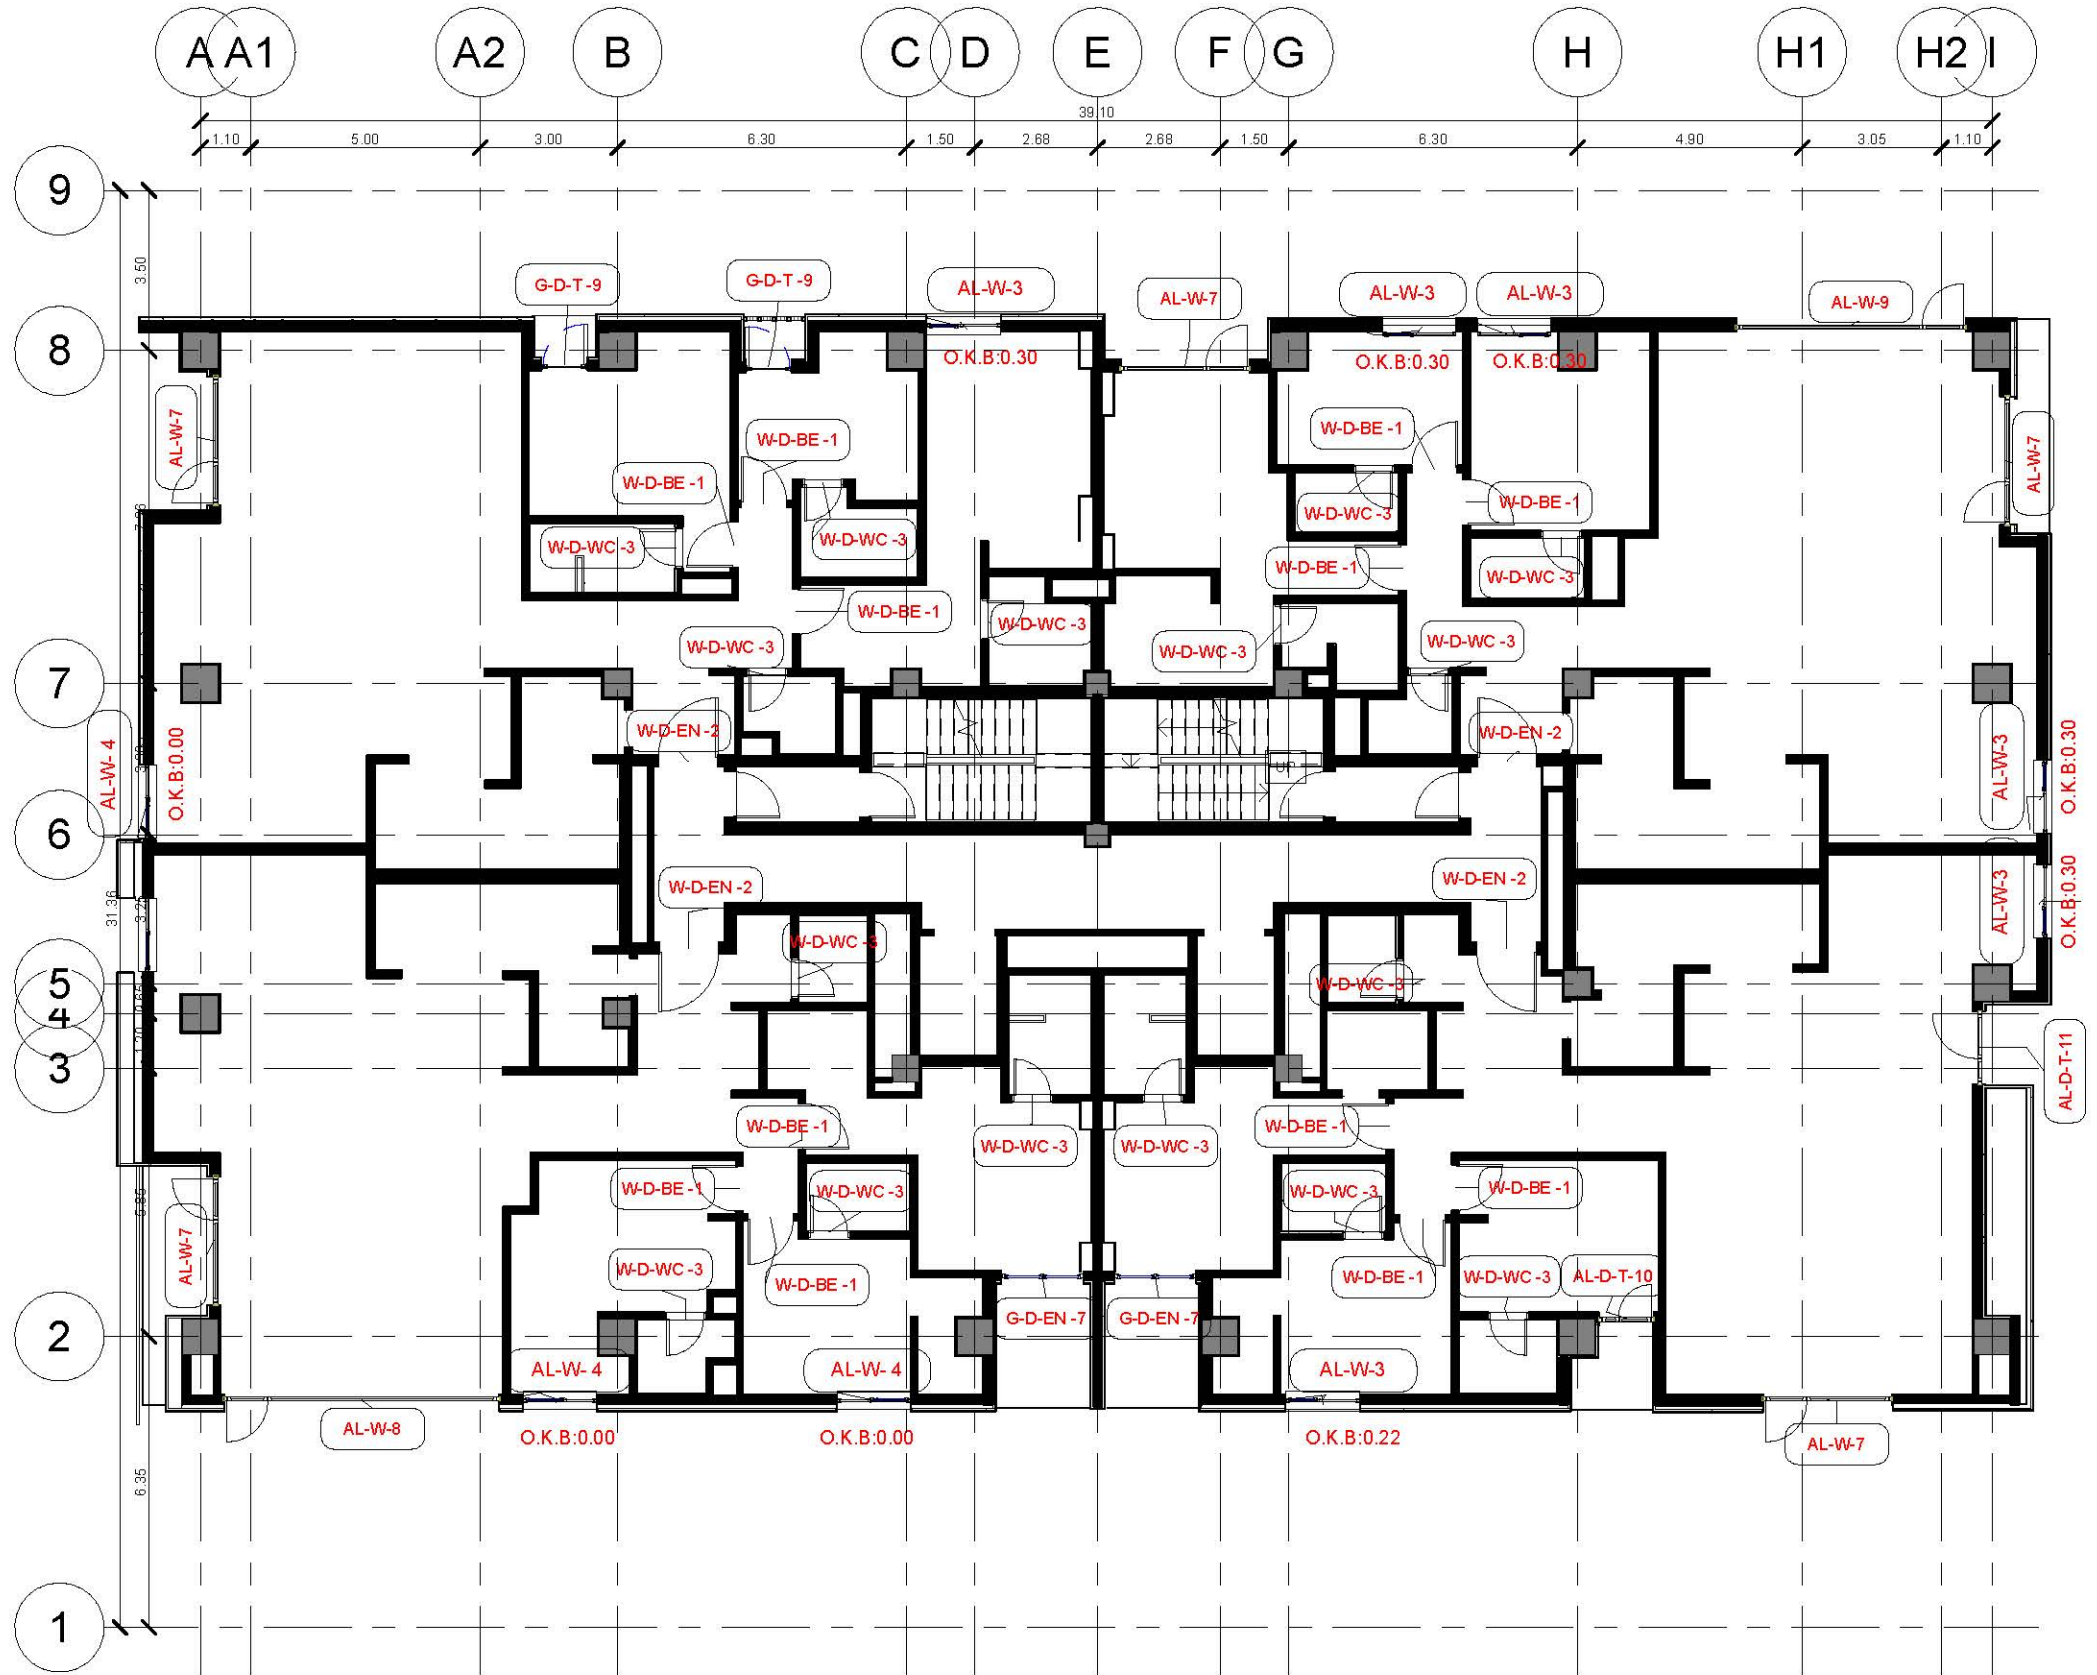 A A1 A2 B C D E F G H H1 H2 I
39.10
1.10 5.00 3.00 6.30 1.50 2.68 2.68 1.50 6.30 4.90 3.05 1.10
9
3.50
G-D-T -9
G-D-T -9
AL-W-3
AL-W-7
AL-W-3
AL-W-3
AL-W-9
8
O.K.B:0.30
O.K.B:0.30
O.K.B:0.30
AL-W-7
W-D-BE -1
W-D-BE -1
AL-W-7
W-D-BE -1
W-D-BE -1
W-D-WC -3
W-D-WC -3
W-D-WC -3
W-D-BE -1
W-D-WC -3
W-D-BE -1
W-D-WC -3
W-D-WC -3
W-D-WC -3
W-D-WC -3
7
W-D-EN -2
W-D-EN -2
AL-W- 4
O.K.B:0.00
AL-W-3
O.K.B:0.30
6
W-D-EN -2
W-D-EN -2
31.36
3.25
AL-W-3
O.K.B:0.30
W-D-WC -3
W-D-WC -3
5
4
0.65
1.20
3
AL-D-T-11
W-D-BE -1
W-D-WC -3
W-D-WC -3
W-D-BE -1
5.85
W-D-BE -1
W-D-WC -3
W-D-WC -3
W-D-BE -1
AL-W-7
W-D-WC -3
W-D-BE -1
W-D-BE -1
W-D-WC -3
AL-D-T-10
G-D-EN -7
G-D-EN -7
2
AL-W- 4
AL-W- 4
AL-W-3
AL-W-8
O.K.B:0.00
O.K.B:0.00
O.K.B:0.22
AL-W-7
6.35
1